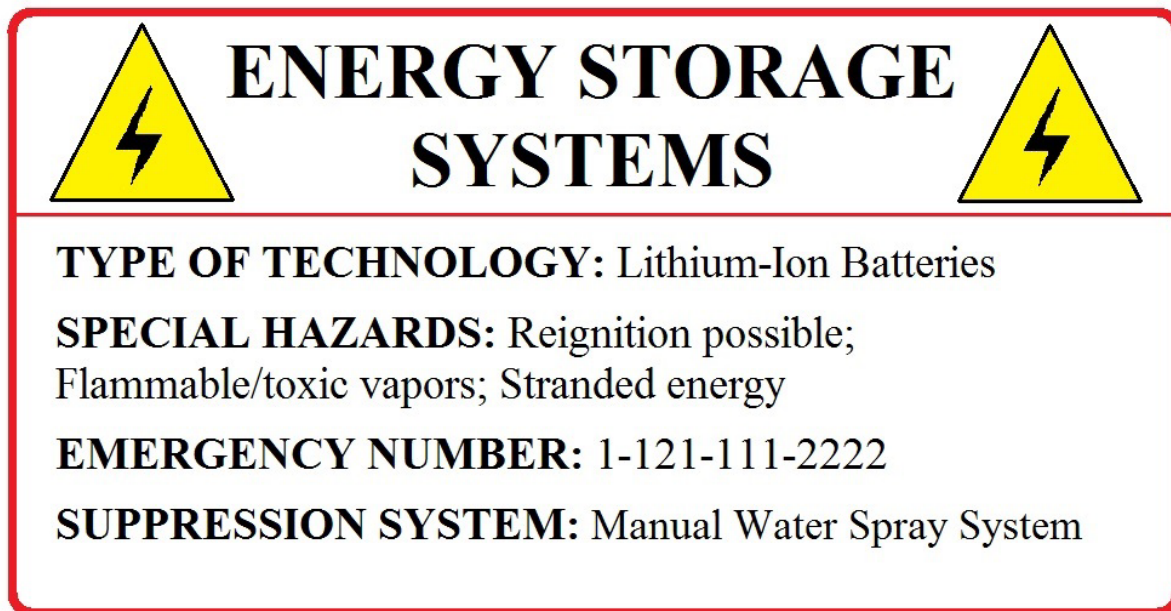 ENERGY STORAGE
SYSTEMS
TYPE OF TECHNOLOGY: Lithium-Ion Batteries
SPECIAL HAZARDS: Reignition possible;
Flammable/toxic vapors; Stranded energy
EMERGENCY NUMBER: 1-121-111-2222
SUPPRESSION SYSTEM: Manual Water Spray System